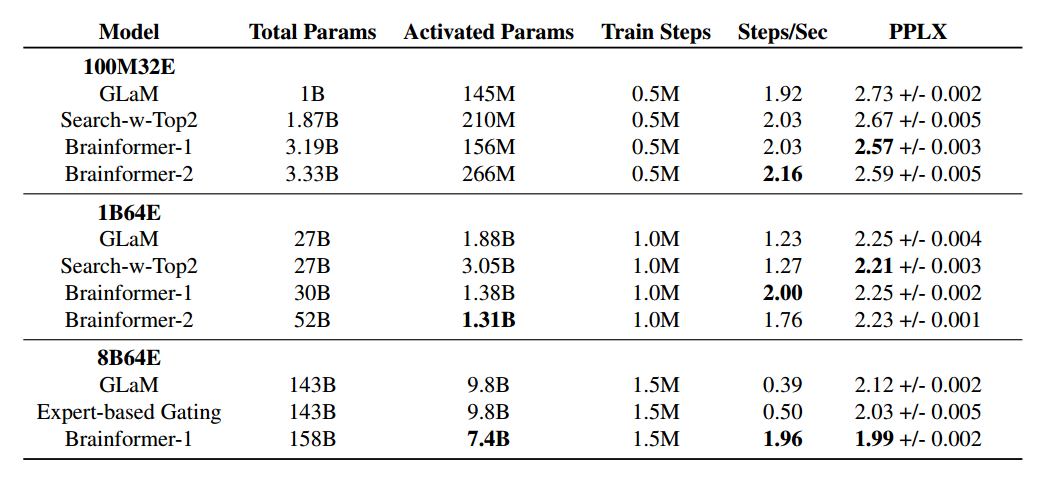 Model Total Params Activated Params Train Steps Steps/Sec PPLX
100M32E
GLaM 1B 145M 0.5M 1.92 2.73 +/- 0.002
Search-w-Top2 1.87B 210M 0.5M 2.03 2.67 +/- 0.005
Brainformer-1 3.19B 156M 0.5M 2.03 2.57 +/- 0.003
Brainformer-2 3.33B 266M 0.5M 2.16 2.59 +/- 0.005
1B64E
GLaM 27B 1.88B 1.0M 1.23 2.25 +/- 0.004
Search-w-Top2 27B 3.05B 1.0M 1.27 2.21 +/- 0.003
Brainformer-1 30B 1.38B 1.0M 2.00 2.25 +/- 0.002
Brainformer-2 52B 1.31B 1.0M 1.76 2.23 +/- 0.001
8B64E
GLaM 143B 9.8B 1.5M 0.39 2.12 +/- 0.002
Expert-based Gating 143B 9.8B 1.5M 0.50 2.03 +/- 0.005
Brainformer-1 158B 7.4B 1.5M 1.96 1.99 +/- 0.002